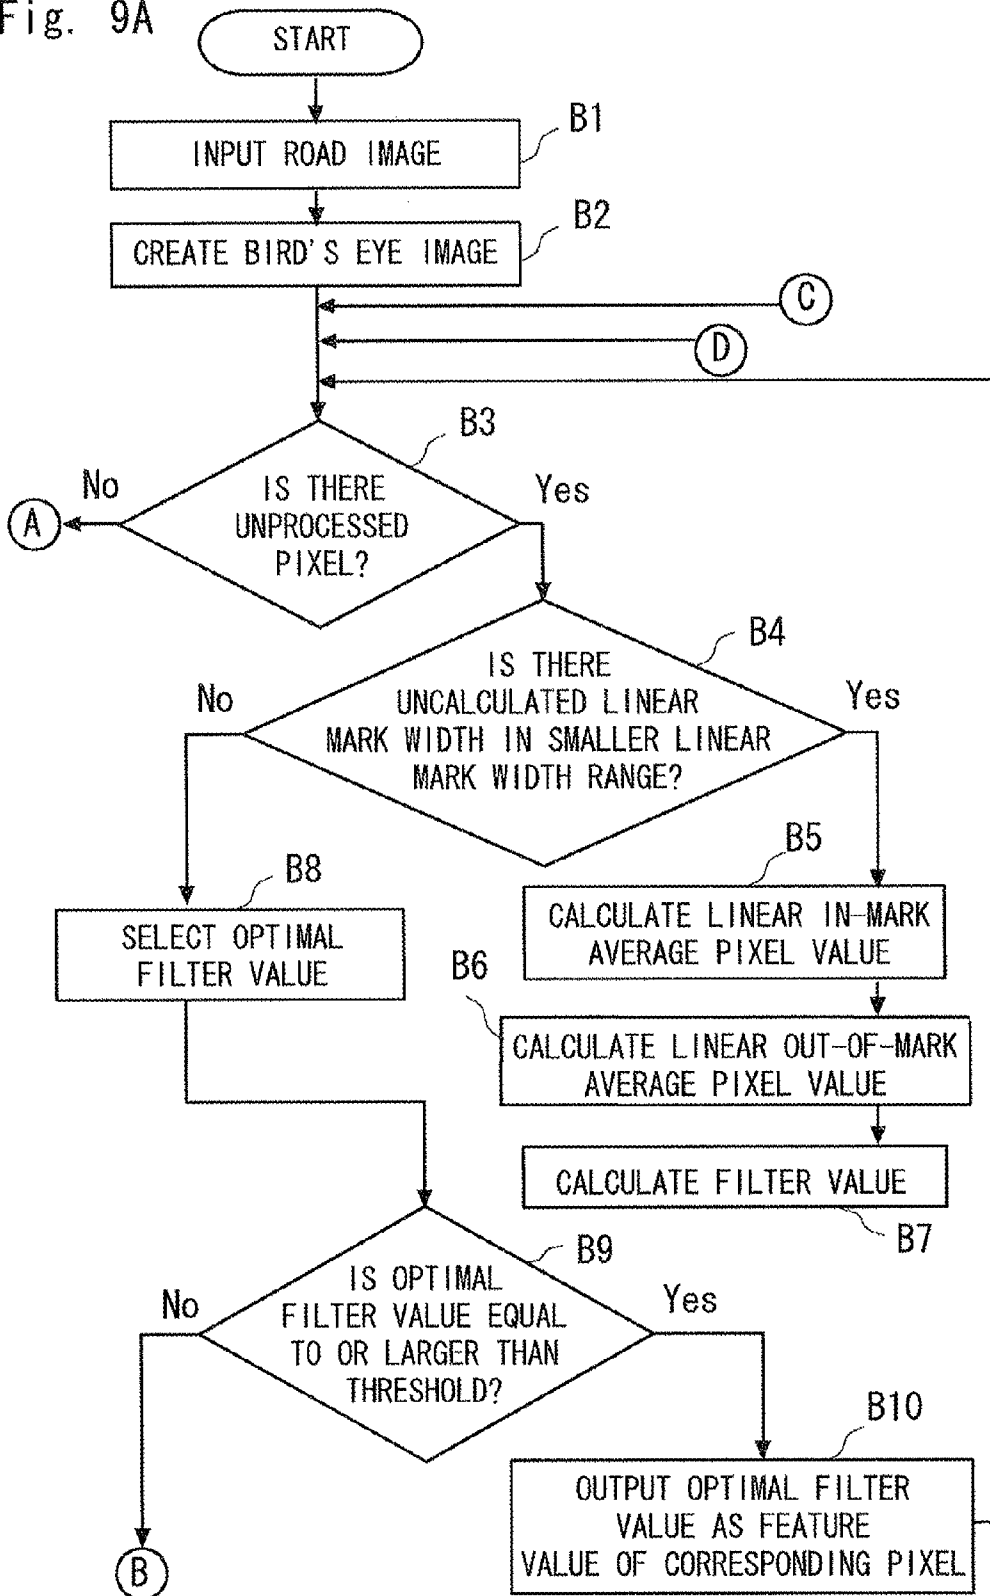 Fig. 9A
START
B1
INPUT ROAD IMAGE
B2
CREATE BIRD'S EYE IMAGE
C
D
B3
No
IS THERE
UNPROCESSED
PIXEL?
Yes
A
B4
No
IS THERE
UNCALCULATED LINEAR
MARK WIDTH IN SMALLER LINEAR
MARK WIDTH RANGE?
Yes
B5
CALCULATE LINEAR IN-MARK
AVERAGE PIXEL VALUE
B8
SELECT OPTIMAL
FILTER VALUE
B6
CALCULATE LINEAR OUT-OF-MARK
AVERAGE PIXEL VALUE
CALCULATE FILTER VALUE
B7
B9
No
IS OPTIMAL
FILTER VALUE EQUAL
TO OR LARGER THAN
THRESHOLD?
Yes
B10
OUTPUT OPTIMAL FILTER
VALUE AS FEATURE
VALUE OF CORRESPONDING PIXEL
B